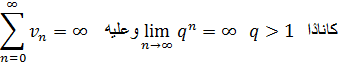 كاناذا q > 1 lim_{n→∞} q^n = ∞ وعليه ∑_{n=0}^{∞} v_n = ∞